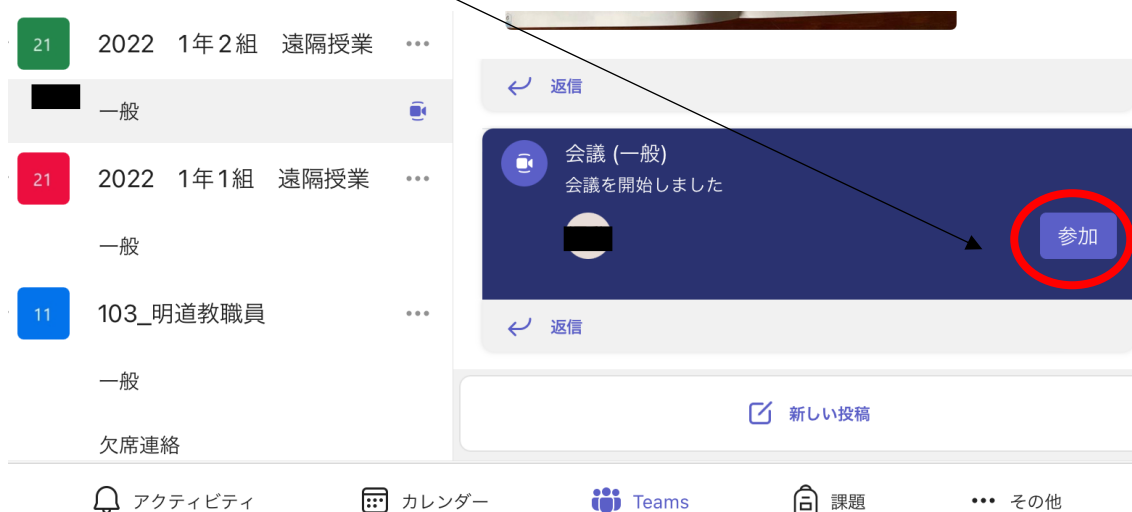 21 2022 1年2組 遠隔授業
一般
21 2022 1年1組 遠隔授業
一般
11 103_明道教職員
一般
欠席連絡
返信
会議 (一般)
会議を開始しました
参加
返信
新しい投稿
アクティビティ カレンダー Teams 課題 その他